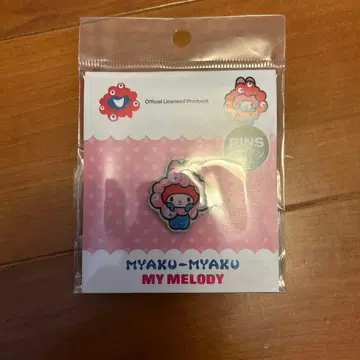 Official Licensed Products
PINS
MYAKU-MYAKU
MY MELODY